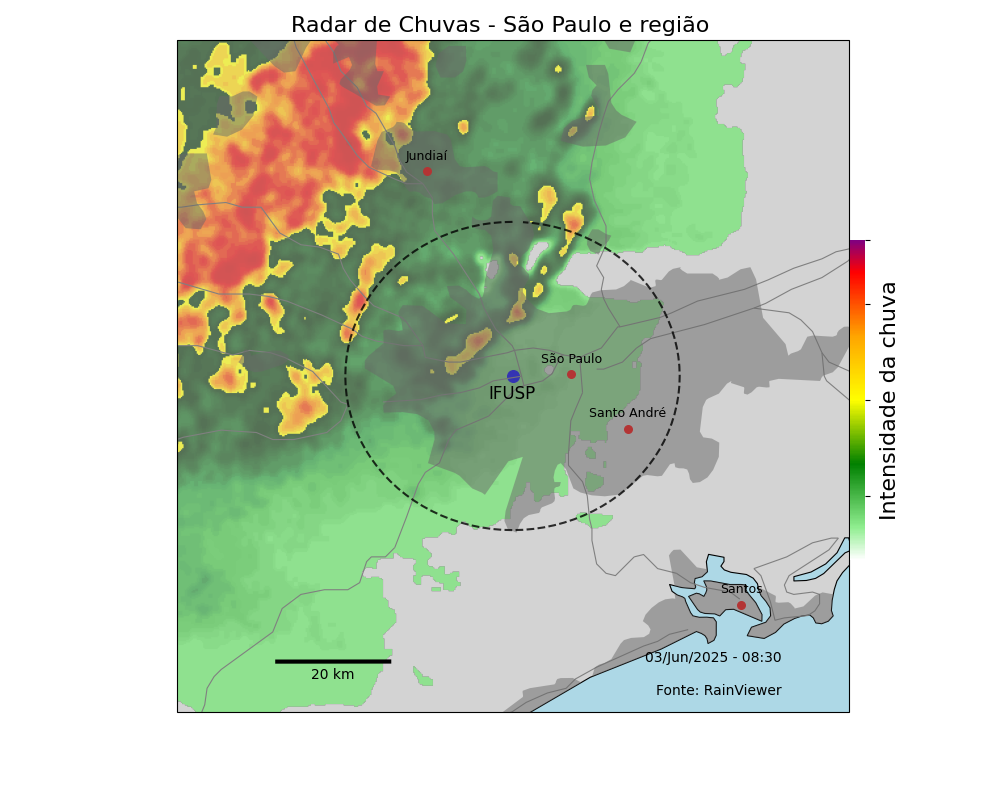 Radar de Chuvas - São Paulo e região
Jundiaí
São Paulo
IFUSP
Santo André
Intensidade da chuva
Santos
03/Jun/2025 - 08:30
20 km
Fonte: RainViewer